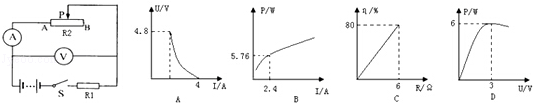 P
A B
A R2
V
S R1
U/V
4.8
4 I/A
A
P/W
5.76
2.4 I/A
B
η/%
80
6 R/Ω
C
P/W
6
3 U/V
D